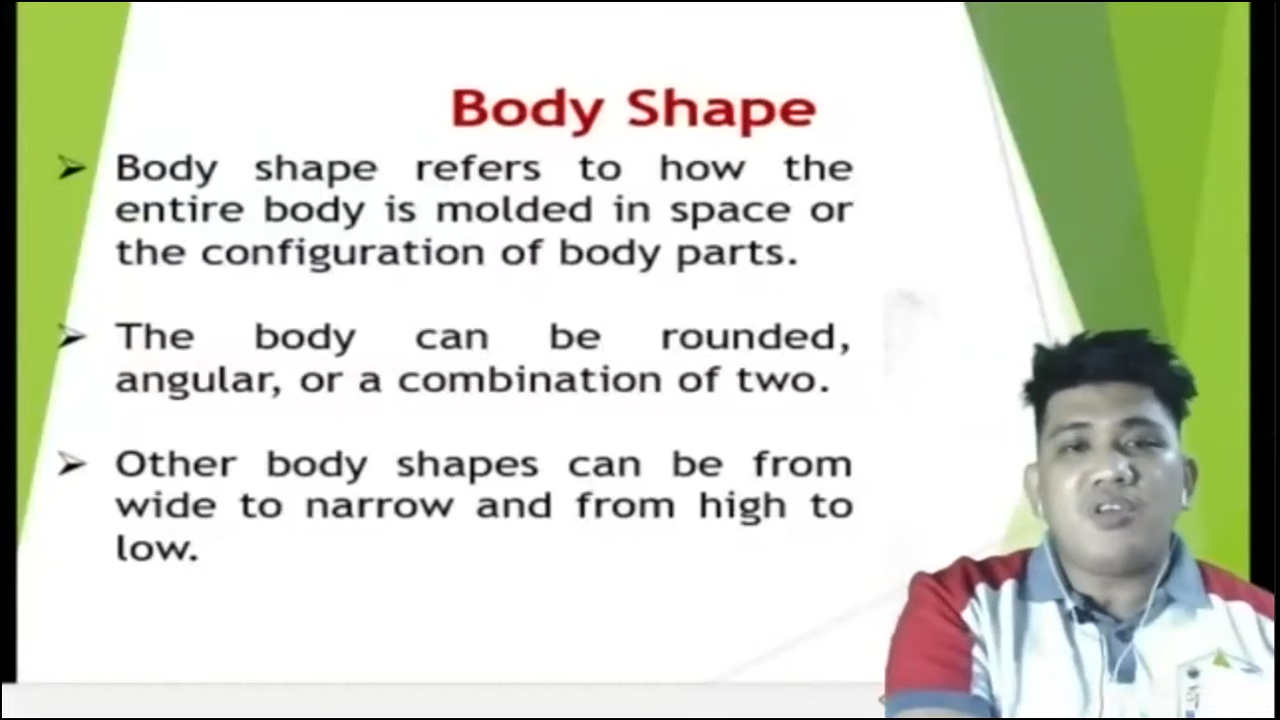 Body Shape
Body shape refers to how the
entire body is molded in space or
the configuration of body parts.
The body can be rounded,
angular, or a combination of two.
Other body shapes can be from
wide to narrow and from high to
low.